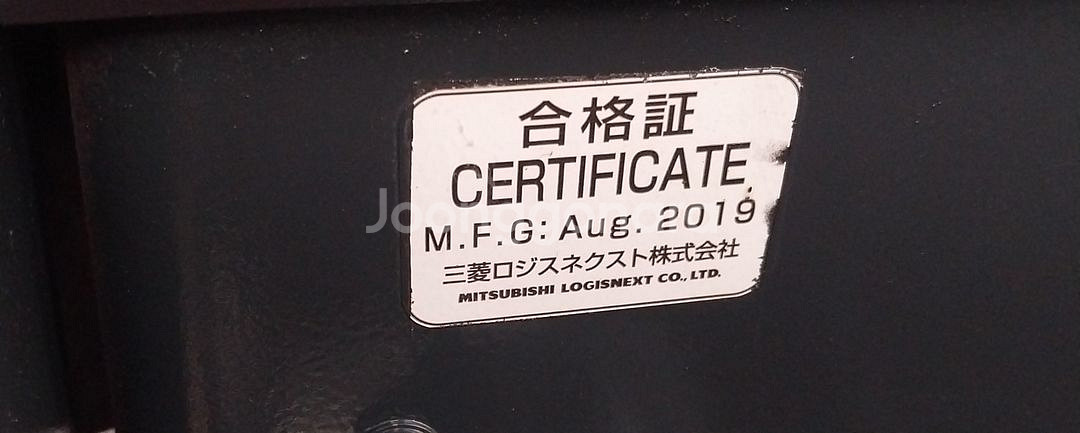 合格証
CERTIFICATE
Joonggonara
M.F.G: Aug. 2019
三菱ロジスネクスト株式会社
MITSUBISHI LOGISNEXT CO., LTD.